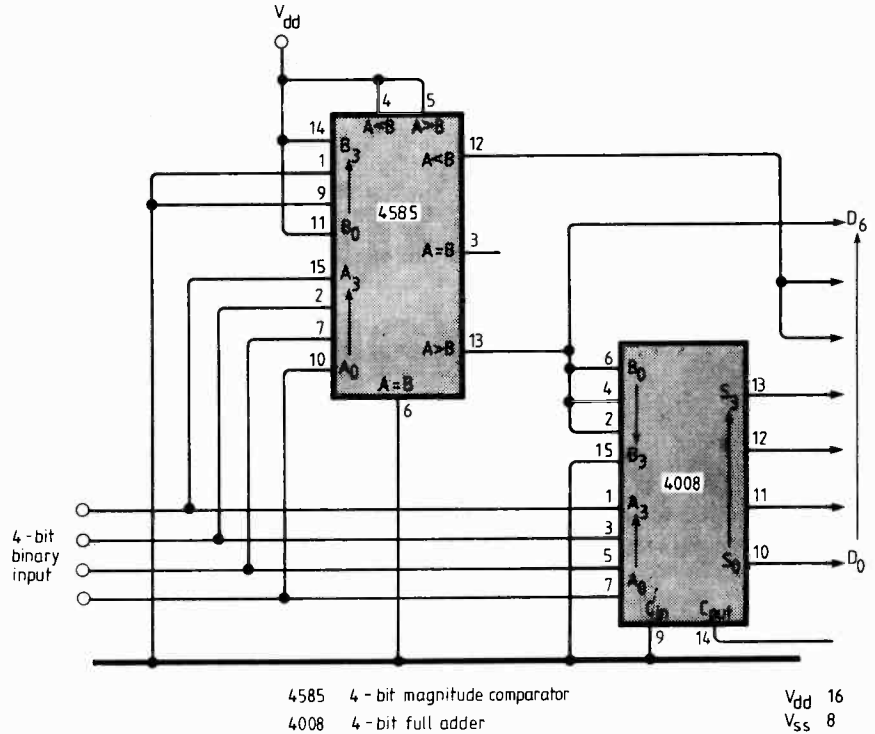 Vdd
4 5
A<B A>B
14 B3
1
9
11 B0
15 A3
2
7
10 A0
4585
A<B 12
A=B 3
A>B 13
A=B
6
D6
6 B0
4
2
15 B3
1 A3
3
5
7 A0
4008
S3 13
12
11
S0 10
D0
Cin Cout
9 14
4-bit
binary
input
4585 4-bit magnitude comparator
4008 4-bit full adder
Vdd 16
Vss 8